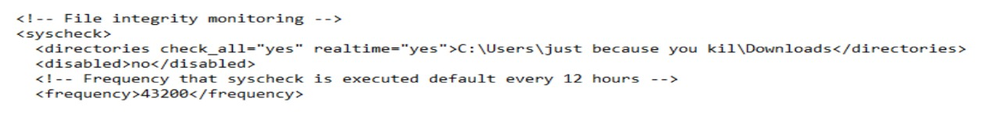 <!-- File integrity monitoring -->
<syscheck>
<directories check_all="yes" realtime="yes">C:\Users\just because you kil\Downloads</directories>
<disabled>no</disabled>
<!-- Frequency that syscheck is executed default every 12 hours -->
<frequency>43200</frequency>